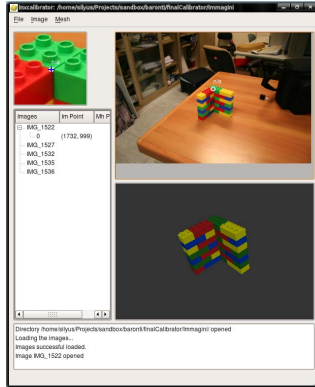 lnxcalibrator: /home/silyus/Projects/sandbox/baronti/finalCalibrator/immagini
File Image Mesh
Images Im Point Mh P
IMG_1522
0 (1732, 999)
IMG_1527
IMG_1532
IMG_1535
IMG_1536
Directory /home/silyus/Projects/sandbox/baronti/finalCalibrator/immagini/ opened
Loading the images...
Images successful loaded.
Image IMG_1522 opened